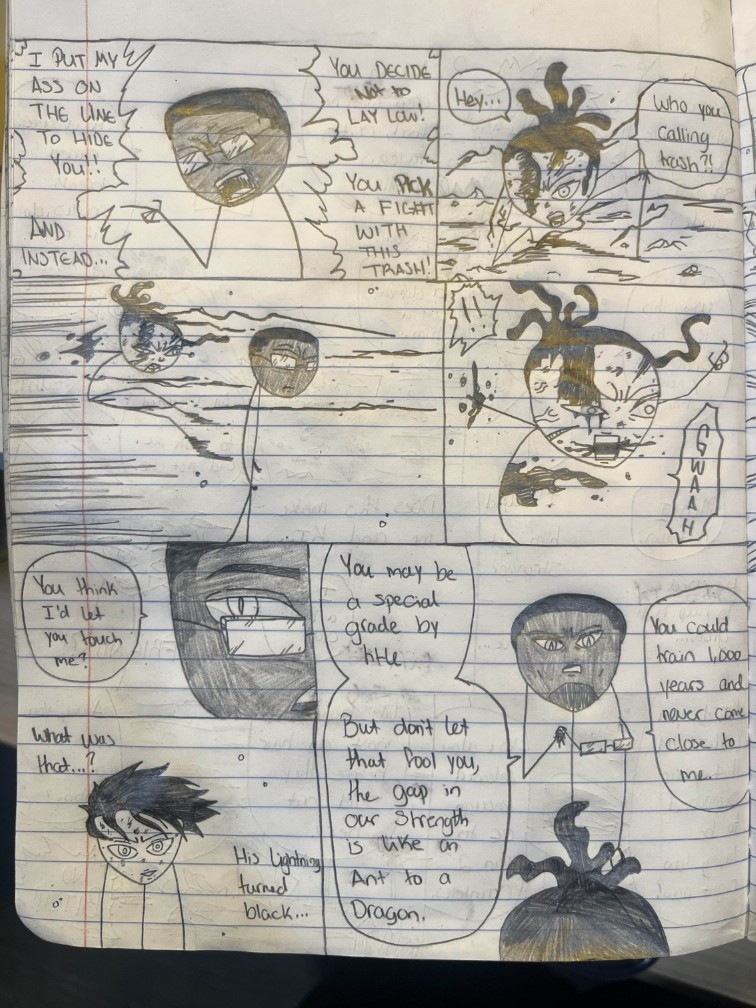 I PUT MY
ASS ON
THE LINE
TO HIDE
YOU!!
AND
INSTEAD...
YOU DECIDE
NOT TO
LAY LOW!
YOU PICK
A FIGHT
WITH
THIS
TRASH!
Hey...
Who you
calling
trash?!
!!
GWAAH
You think
I'd let
you touch
me?
You may be
a special
grade by
title
But don't let
that fool you,
the gap in
our strength
is like an
Ant to a
Dragon.
You could
train 1,000
years and
never come
close to
me.
What was
that...?
His lightning
turned
black...